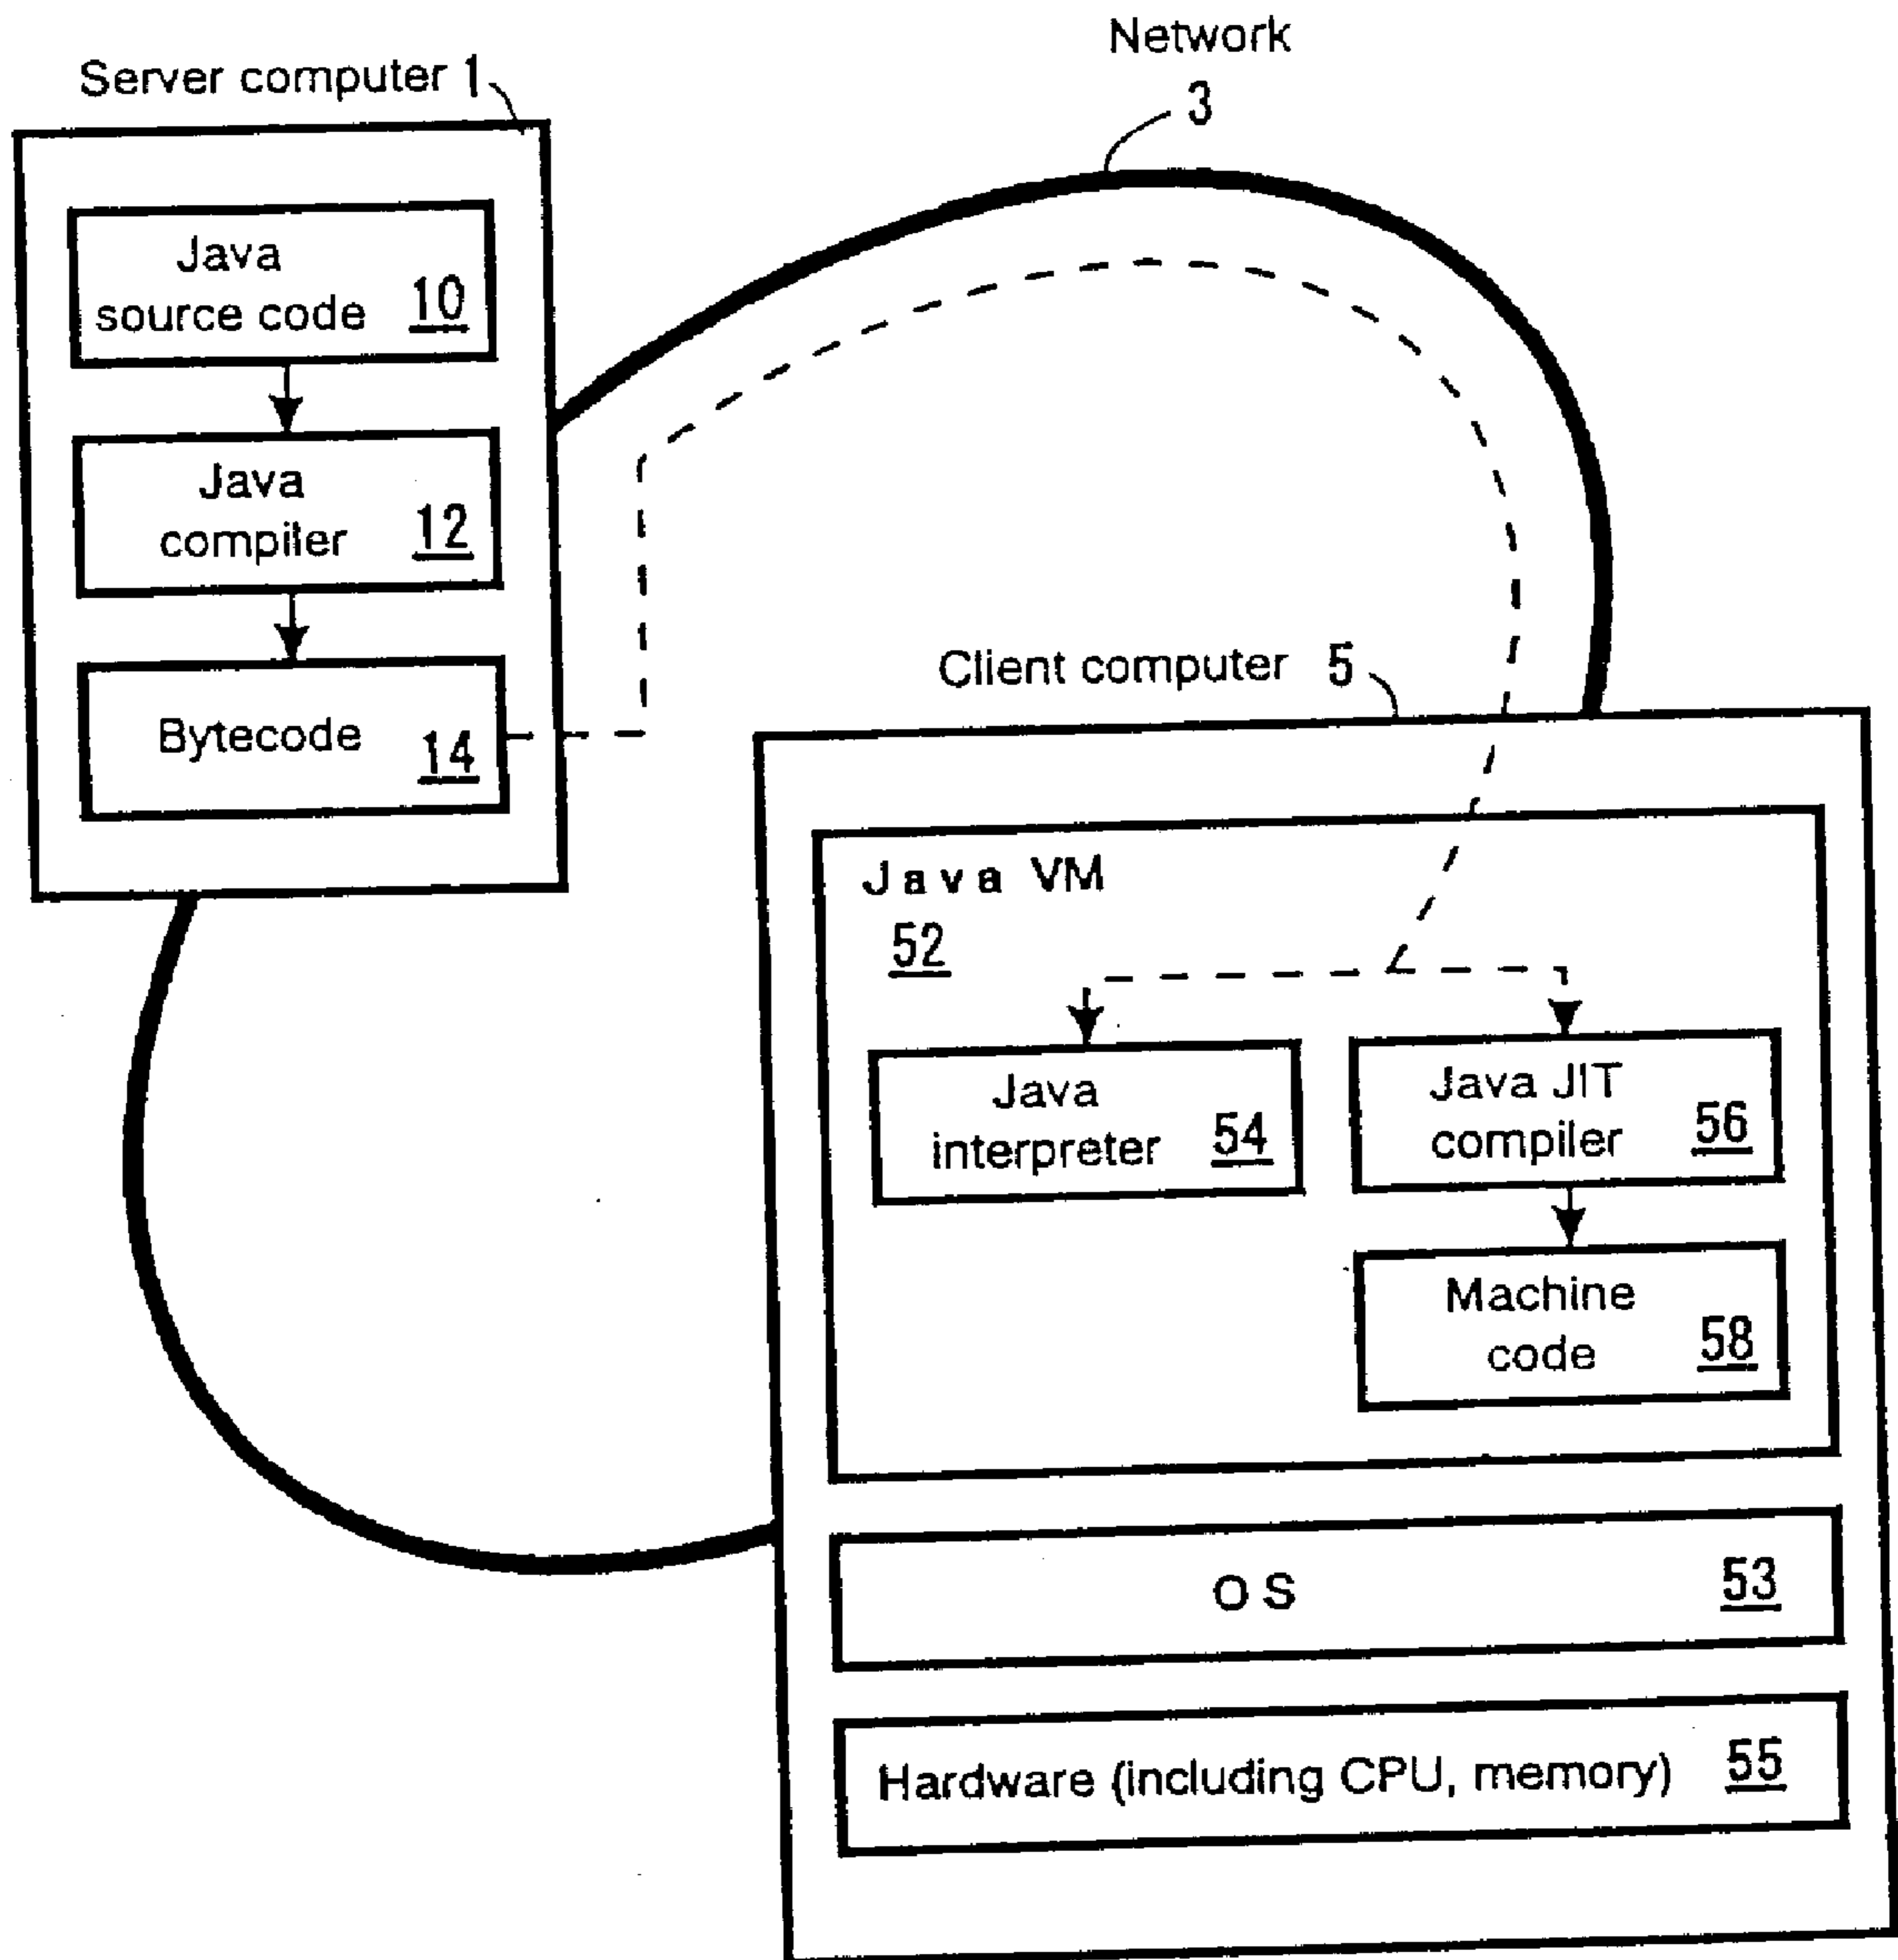 Network
3
Server computer 1
Java
source code 10
Java
compiler 12
Bytecode 14
Client computer 5
Java VM
52
Java
interpreter 54
Java JIT
compiler 56
Machine
code 58
OS 53
Hardware (including CPU, memory) 55